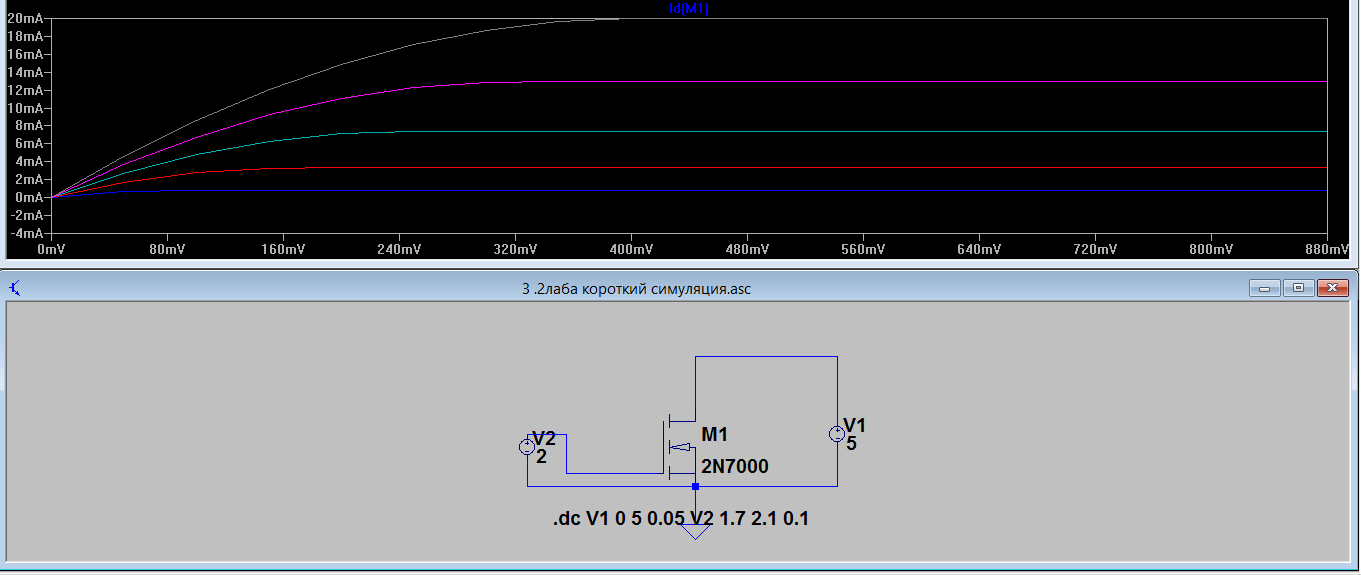 Id[M1]
20mA
18mA
16mA
14mA
12mA
10mA
8mA
6mA
4mA
2mA
0mA
-2mA
-4mA
0mV 80mV 160mV 240mV 320mV 400mV 480mV 560mV 640mV 720mV 800mV 880mV
3 .2лаба короткий симуляция.asc
V2
2
M1
2N7000
V1
5
.dc V1 0 5 0.05 V2 1.7 2.1 0.1